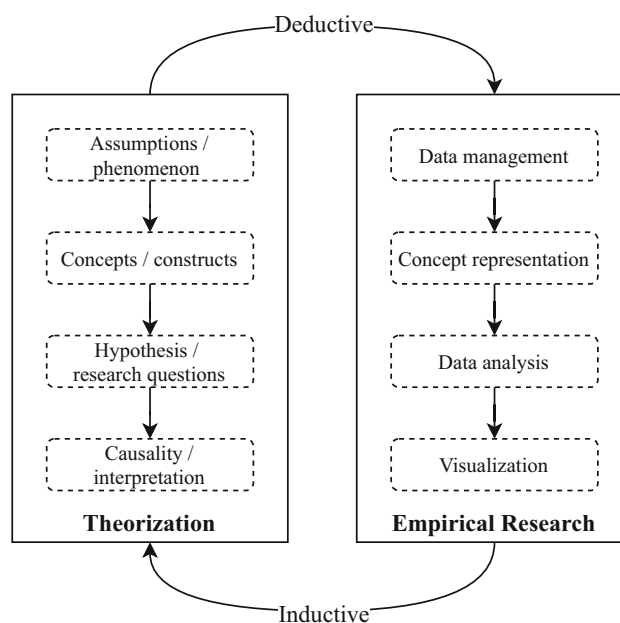 Deductive
Assumptions /
phenomenon
Concepts / constructs
Hypothesis /
research questions
Causality /
interpretation
Theorization
Data management
Concept representation
Data analysis
Visualization
Empirical Research
Inductive